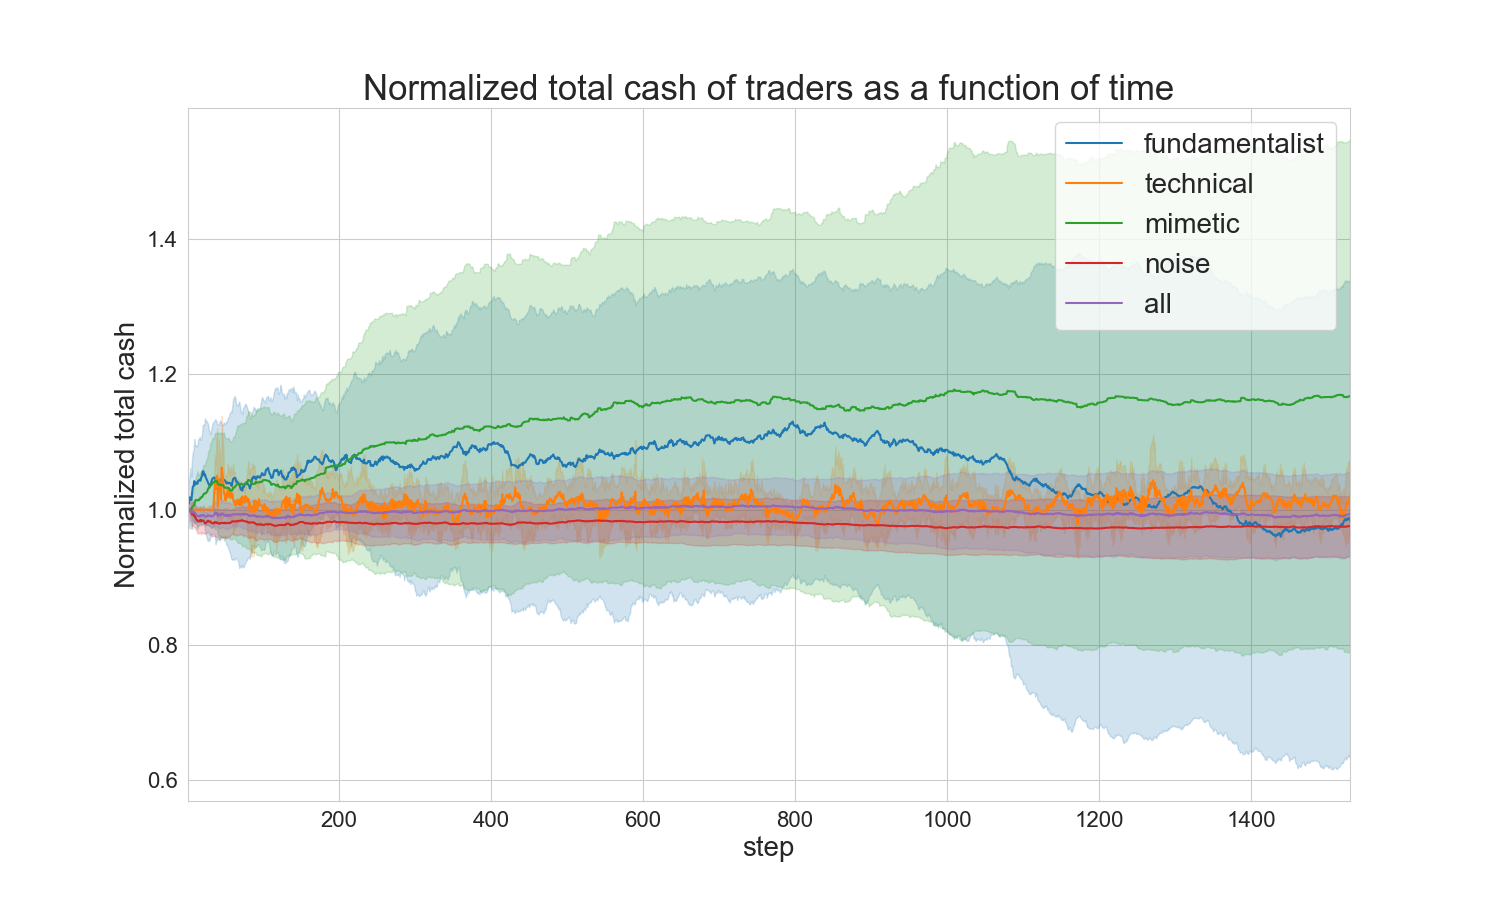 Normalized total cash of traders as a function of time
fundamentalist
technical
mimetic
noise
all
Normalized total cash
1.4
1.2
1.0
0.8
0.6
200 400 600 800 1000 1200 1400
step